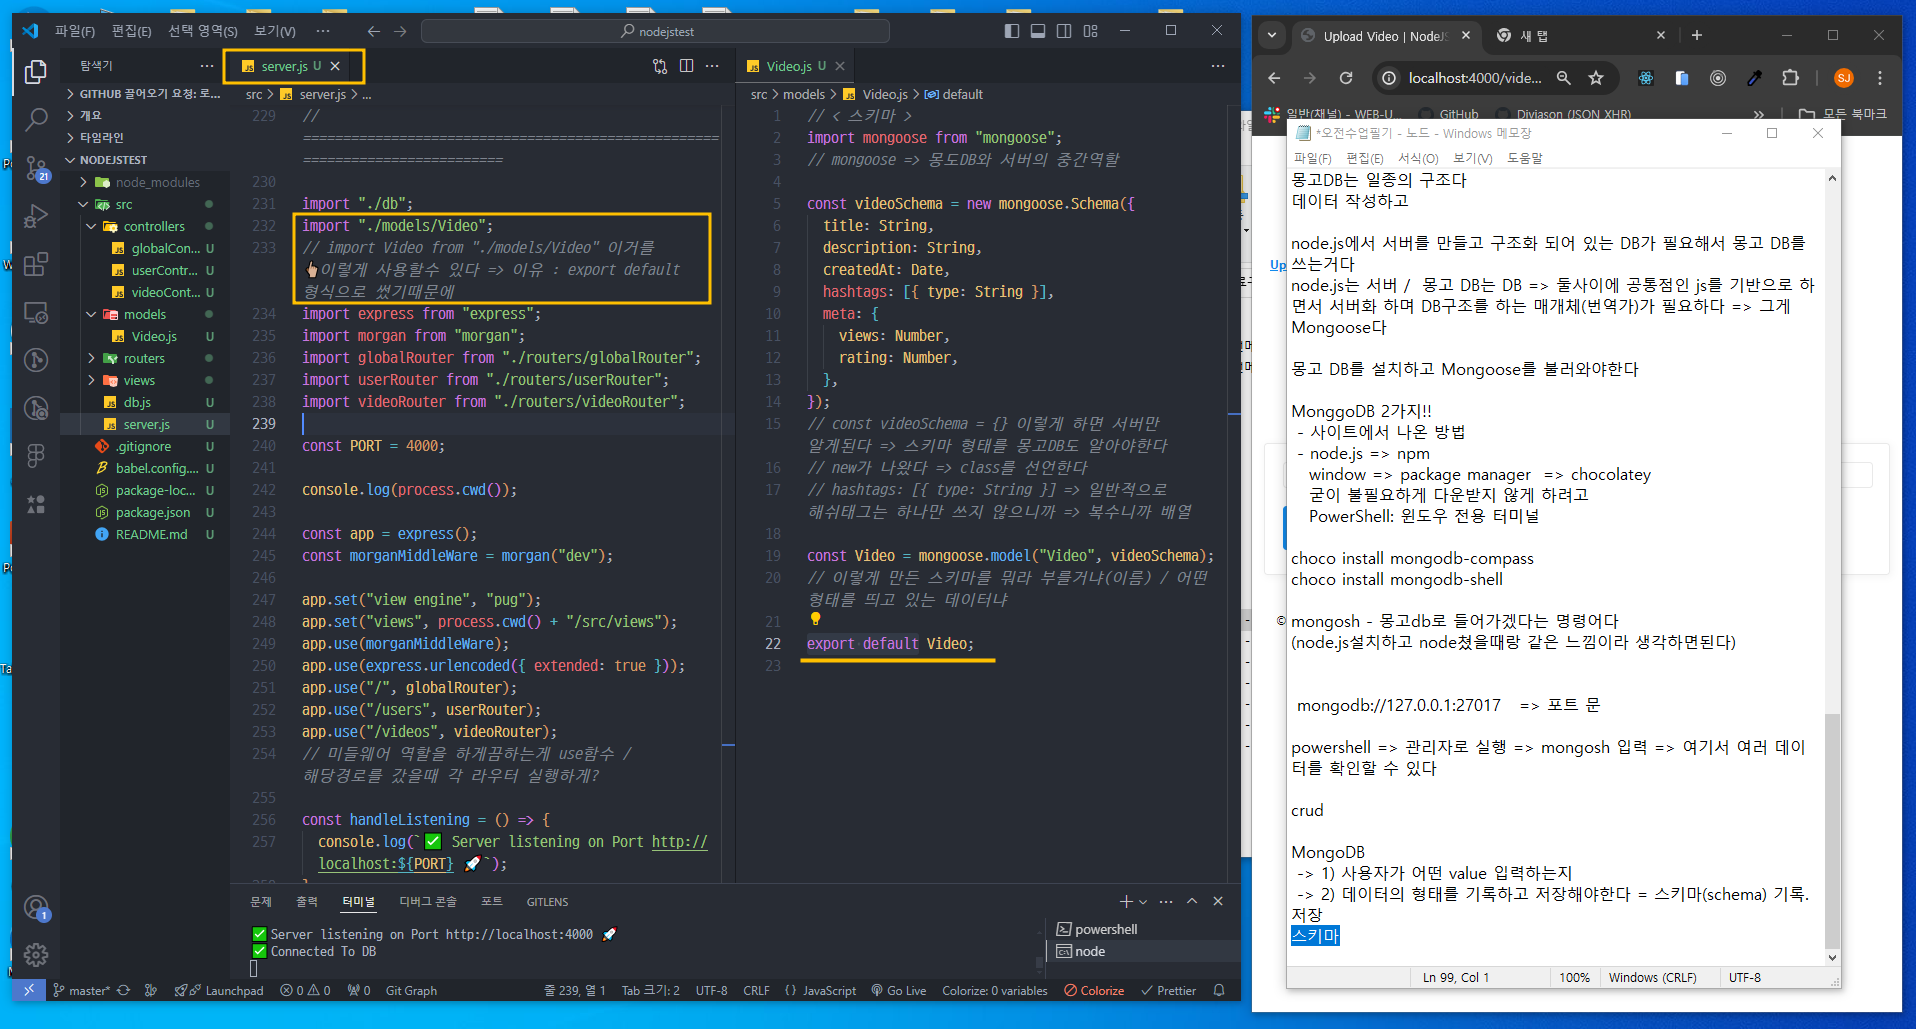 파일(F) 편집(E) 선택 영역(S) 보기(V) ···
nodejstest
탐색기 ···
GITHUB 끌어오기 요청: 로...
개요
타임라인
NODEJSTEST
node_modules
src
controllers
globalCon... U
userContr... U
videoCont... U
models
Video.js U
routers
views
db.js U
server.js U
.gitignore U
babel.config.... U
package-loc... U
package.json U
README.md U
21
1
server.js U
src > server.js > ...
229 //
=====================================================
=========================
230
231 import "./db";
232 import "./models/Video";
233 // import Video from "./models/Video" 이거를
👆이렇게 사용할수 있다 => 이유 : export default
형식으로 썼기때문에
234 import express from "express";
235 import morgan from "morgan";
236 import globalRouter from "./routers/globalRouter";
237 import userRouter from "./routers/userRouter";
238 import videoRouter from "./routers/videoRouter";
239
240 const PORT = 4000;
241
242 console.log(process.cwd());
243
244 const app = express();
245 const morganMiddleWare = morgan("dev");
246
247 app.set("view engine", "pug");
248 app.set("views", process.cwd() + "/src/views");
249 app.use(morganMiddleWare);
250 app.use(express.urlencoded({ extended: true }));
251 app.use("/", globalRouter);
252 app.use("/users", userRouter);
253 app.use("/videos", videoRouter);
254 // 미들웨어 역할을 하게끔하는게 use함수 /
해당경로를 갔을때 각 라우터 실행하게?
255
256 const handleListening = () => {
257 console.log(`✅ Server listening on Port http://
localhost:${PORT} 🚀`);
Video.js U
src > models > Video.js > default
1 // < 스키마 >
2 import mongoose from "mongoose";
3 // mongoose => 몽도DB와 서버의 중간역할
4
5 const videoSchema = new mongoose.Schema({
6 title: String,
7 description: String,
8 createdAt: Date,
9 hashtags: [{ type: String }],
10 meta: {
11 views: Number,
12 rating: Number,
13 },
14 });
15 // const videoSchema = {} 이렇게 하면 서버만
알게된다 => 스키마 형태를 몽고DB도 알아야한다
16 // new가 나왔다 => class를 선언한다
17 // hashtags: [{ type: String }] => 일반적으로
해쉬태그는 하나만 쓰지 않으니까 => 복수니까 배열
18
19 const Video = mongoose.model("Video", videoSchema);
20 // 이렇게 만든 스키마를 뭐라 부를거냐(이름) / 어떤
형태를 띄고 있는 데이터냐
21
22 export default Video;
23
문제 출력 터미널 디버그 콘솔 포트 GITLENS
✅ Server listening on Port http://localhost:4000 🚀
✅ Connected To DB
powershell
node
master* Launchpad 0 0 0 Git Graph 줄 239, 열 1 Tab 크기: 2 UTF-8 CRLF {} JavaScript Go Live Colorize: 0 variables Colorize Prettier
Upload Video | NodeJS
새 탭
localhost:4000/vide...
SJ
일반(채널) - WEB-U... GitHub Divjason (JSON XHR) » 모든 북마크
Up
©
*오전수업필기 - 노드 - Windows 메모장
파일(F) 편집(E) 서식(O) 보기(V) 도움말
몽고DB는 일종의 구조다
데이터 작성하고
node.js에서 서버를 만들고 구조화 되어 있는 DB가 필요해서 몽고 DB를
쓰는거다
node.js는 서버 / 몽고 DB는 DB => 둘사이에 공통점인 js를 기반으로 하
면서 서버화 하며 DB구조를 하는 매개체(번역가)가 필요하다 => 그게
Mongoose다
몽고 DB를 설치하고 Mongoose를 불러와야한다
MonggoDB 2가지!!
- 사이트에서 나온 방법
- node.js => npm
window => package manager => chocolatey
굳이 불필요하게 다운받지 않게 하려고
PowerShell: 윈도우 전용 터미널
choco install mongodb-compass
choco install mongodb-shell
mongosh - 몽고db로 들어가겠다는 명령어다
(node.js설치하고 node쳤을때랑 같은 느낌이라 생각하면된다)
mongodb://127.0.0.1:27017 => 포트 문
powershell => 관리자로 실행 => mongosh 입력 => 여기서 여러 데이
터를 확인할 수 있다
crud
MongoDB
-> 1) 사용자가 어떤 value 입력하는지
-> 2) 데이터의 형태를 기록하고 저장해야한다 = 스키마(schema) 기록.
저장
스키마
Ln 99, Col 1 100% Windows (CRLF) UTF-8